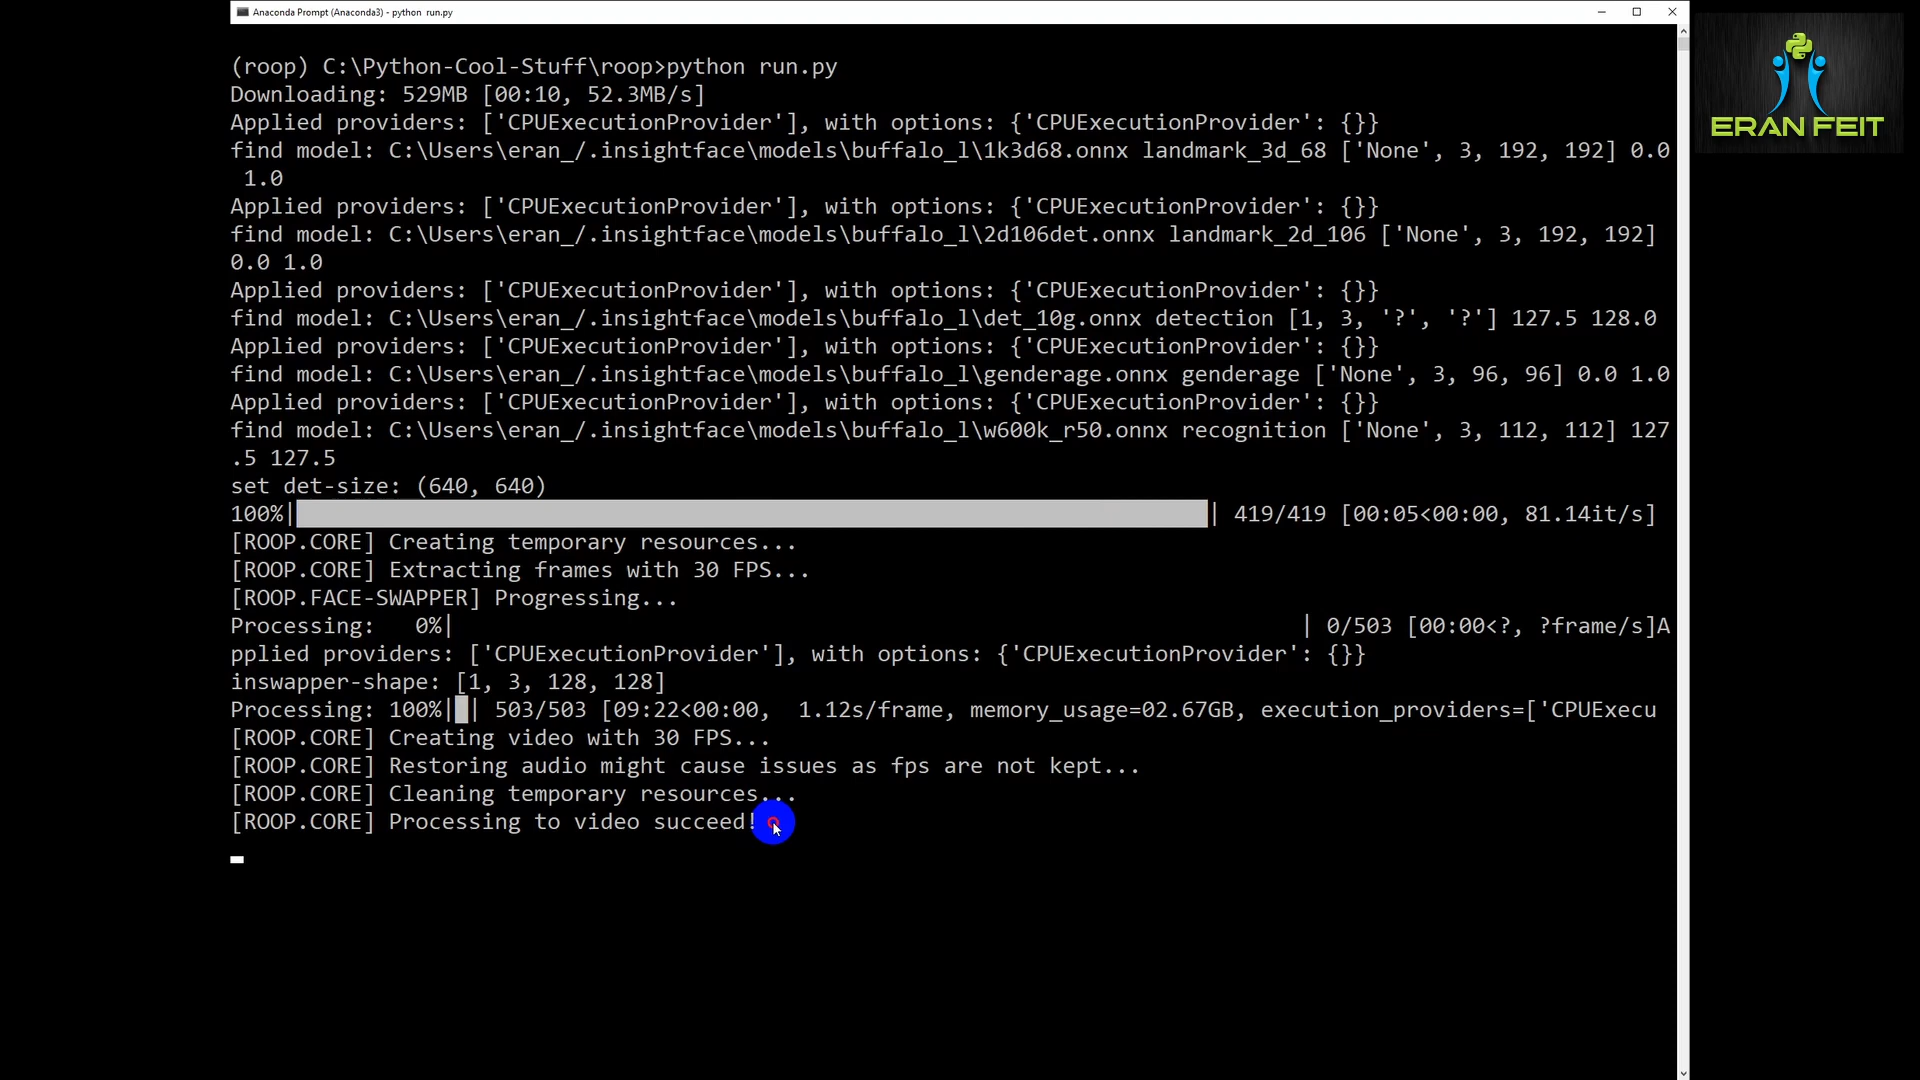 Anaconda Prompt (Anaconda3) - python  run.py
(roop) C:\Python-Cool-Stuff\roop>python run.py
Downloading: 529MB [00:10, 52.3MB/s]
Applied providers: ['CPUExecutionProvider'], with options: {'CPUExecutionProvider': {}}
find model: C:\Users\eran_/.insightface\models\buffalo_l\1k3d68.onnx landmark_3d_68 ['None', 3, 192, 192] 0.0
1.0
Applied providers: ['CPUExecutionProvider'], with options: {'CPUExecutionProvider': {}}
find model: C:\Users\eran_/.insightface\models\buffalo_l\2d106det.onnx landmark_2d_106 ['None', 3, 192, 192]
0.0 1.0
Applied providers: ['CPUExecutionProvider'], with options: {'CPUExecutionProvider': {}}
find model: C:\Users\eran_/.insightface\models\buffalo_l\det_10g.onnx detection [1, 3, '?', '?'] 127.5 128.0
Applied providers: ['CPUExecutionProvider'], with options: {'CPUExecutionProvider': {}}
find model: C:\Users\eran_/.insightface\models\buffalo_l\genderage.onnx genderage ['None', 3, 96, 96] 0.0 1.0
Applied providers: ['CPUExecutionProvider'], with options: {'CPUExecutionProvider': {}}
find model: C:\Users\eran_/.insightface\models\buffalo_l\w600k_r50.onnx recognition ['None', 3, 112, 112] 127
.5 127.5
set det-size: (640, 640)
100%| | 419/419 [00:05<00:00, 81.14it/s]
[ROOP.CORE] Creating temporary resources...
[ROOP.CORE] Extracting frames with 30 FPS...
[ROOP.FACE-SWAPPER] Progressing...
Processing:   0%| | 0/503 [00:00<?, ?frame/s]A
pplied providers: ['CPUExecutionProvider'], with options: {'CPUExecutionProvider': {}}
inswapper-shape: [1, 3, 128, 128]
Processing: 100%| | 503/503 [09:22<00:00,  1.12s/frame, memory_usage=02.67GB, execution_providers=['CPUExecu
[ROOP.CORE] Creating video with 30 FPS...
[ROOP.CORE] Restoring audio might cause issues as fps are not kept...
[ROOP.CORE] Cleaning temporary resources...
[ROOP.CORE] Processing to video succeed!
ERAN FEIT